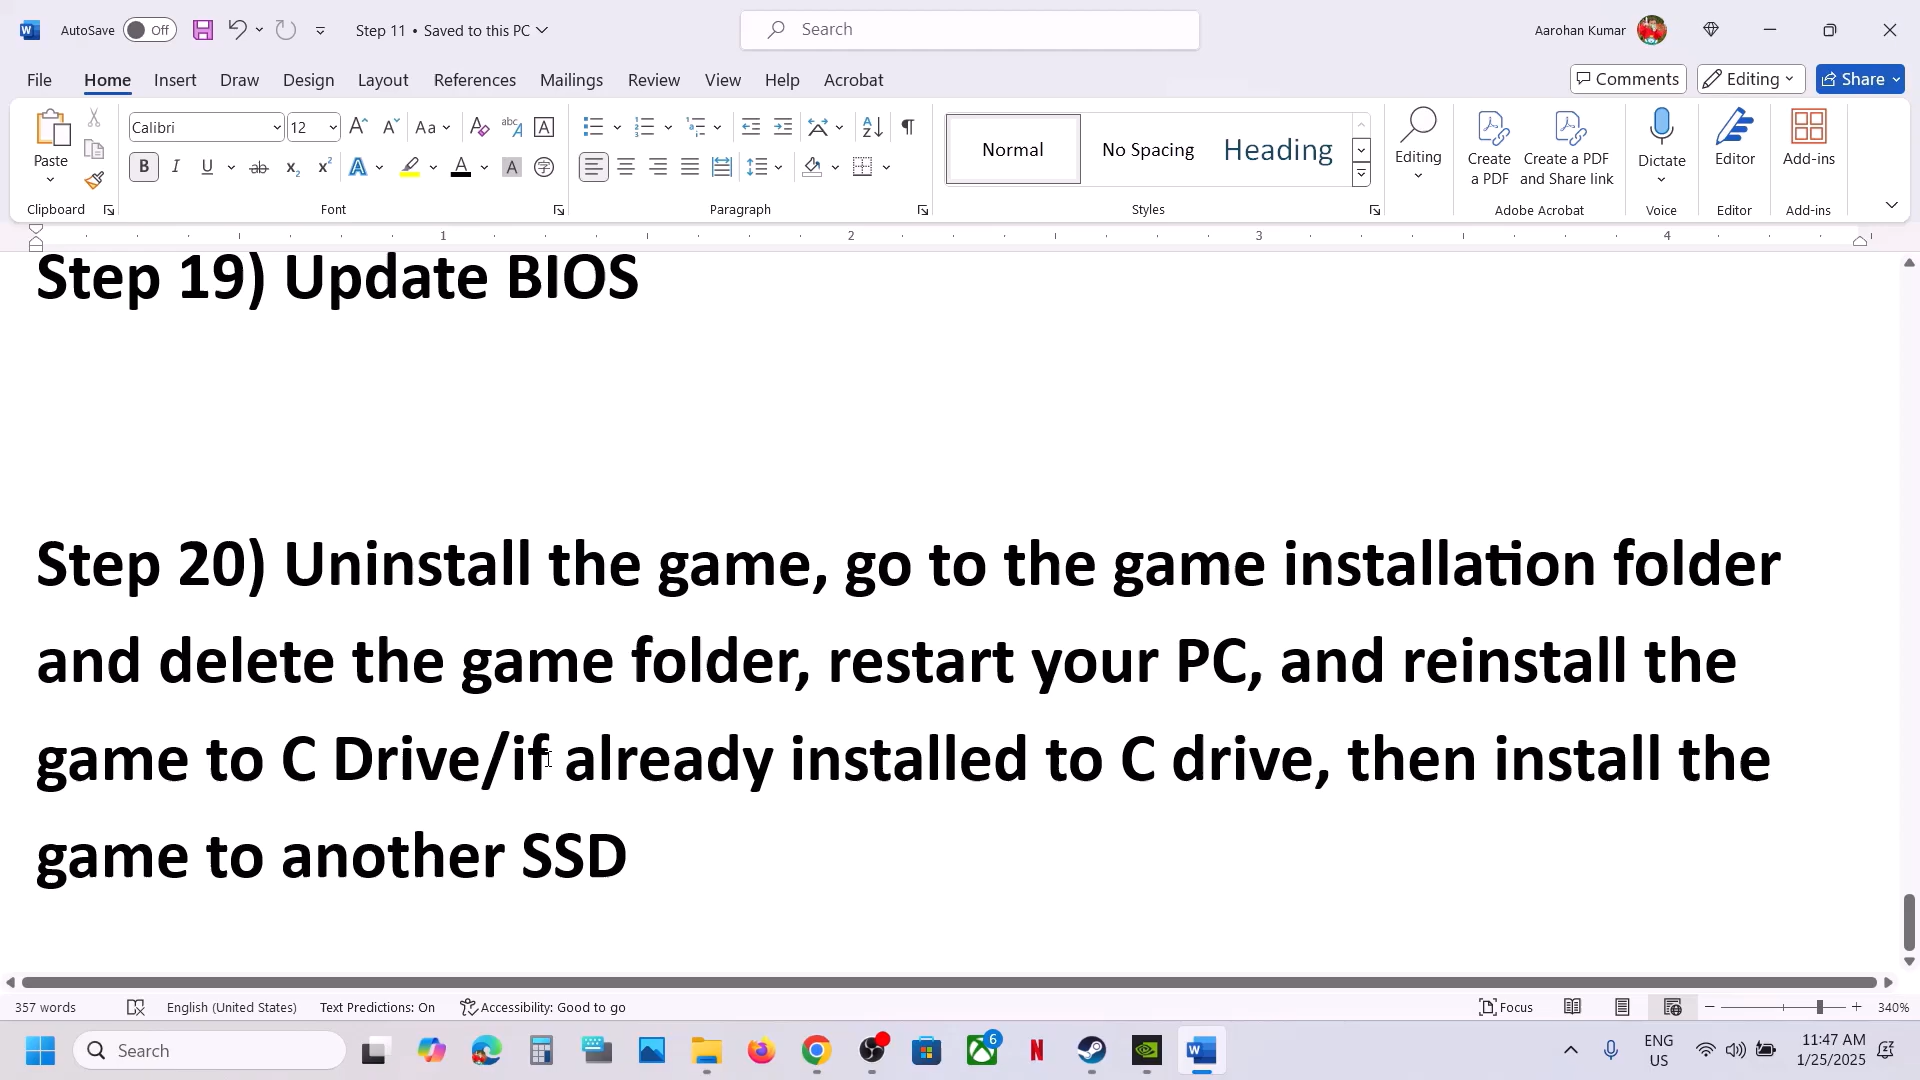 AutoSave Off Step 11 • Saved to this PC Search Aarohan Kumar
File Home Insert Draw Design Layout References Mailings Review View Help Acrobat Comments Editing Share
Paste Calibri 12 Aa Normal No Spacing Heading Editing Create a PDF Create a PDF and Share link Dictate Editor Add-ins
Clipboard Font Paragraph Styles Adobe Acrobat Voice Editor Add-ins
1 2 3 4
Step 19) Update BIOS
Step 20) Uninstall the game, go to the game installation folder
and delete the game folder, restart your PC, and reinstall the
game to C Drive/if already installed to C drive, then install the
game to another SSD
357 words English (United States) Text Predictions: On Accessibility: Good to go Focus 340%
Search 6 ENG US 11:47 AM 1/25/2025